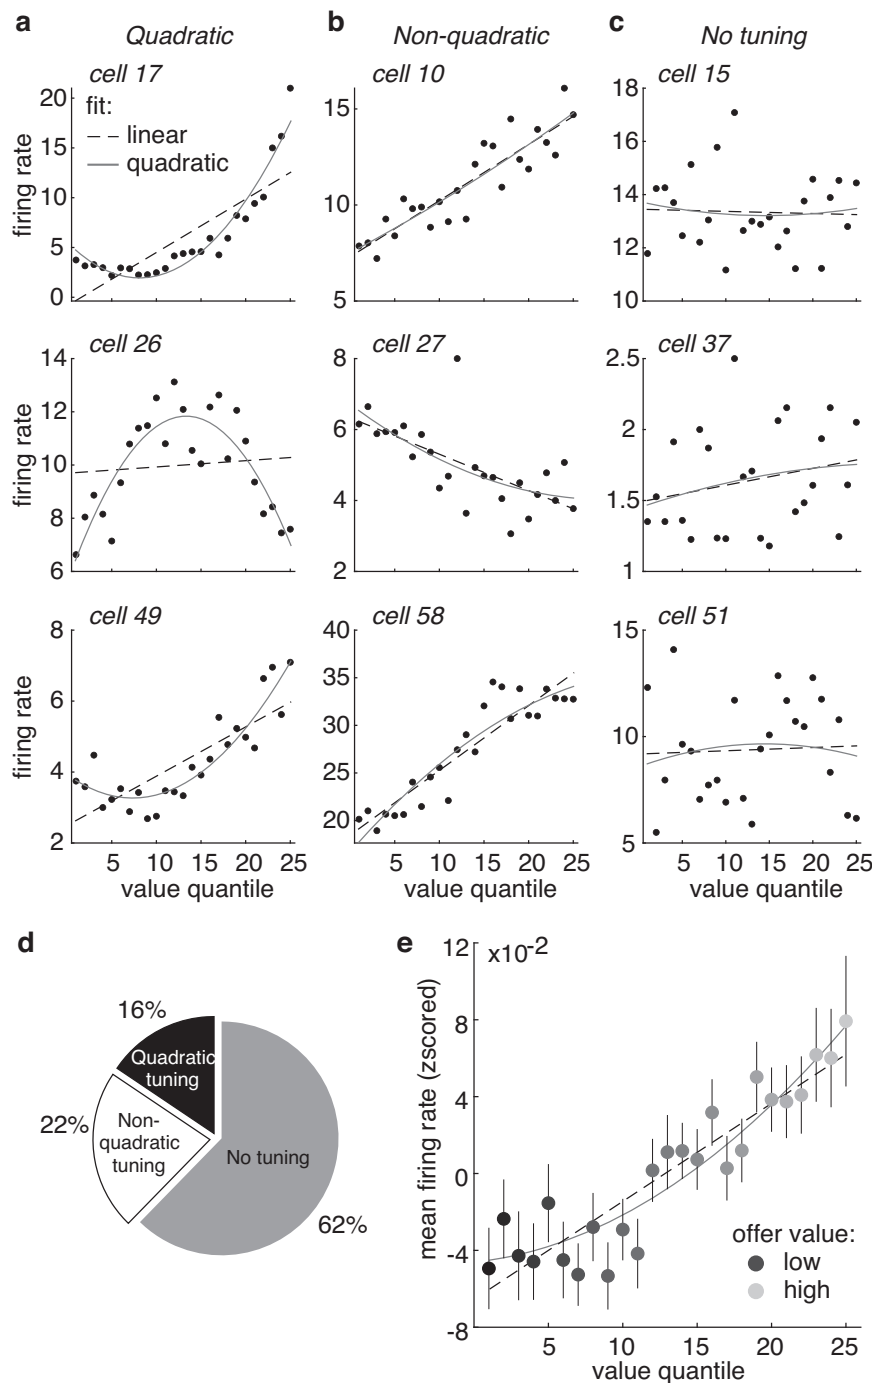 a
Quadratic
b
Non-quadratic
c
No tuning
cell 17
fit:
linear
quadratic
firing rate
20
15
10
5
0
cell 10
15
10
5
cell 15
18
16
14
12
10
cell 26
firing rate
14
12
10
8
6
cell 27
8
6
4
2
cell 37
2.5
2
1.5
1
cell 49
firing rate
8
6
4
2
5
10
15
20
25
value quantile
cell 58
40
35
30
25
20
5
10
15
20
25
value quantile
cell 51
15
10
5
5
10
15
20
25
value quantile
d
16%
Quadratic
tuning
22%
Non-
quadratic
tuning
No tuning
62%
e
x10-2
mean firing rate (zscored)
12
8
4
0
-4
-8
offer value:
low
high
5
10
15
20
25
value quantile